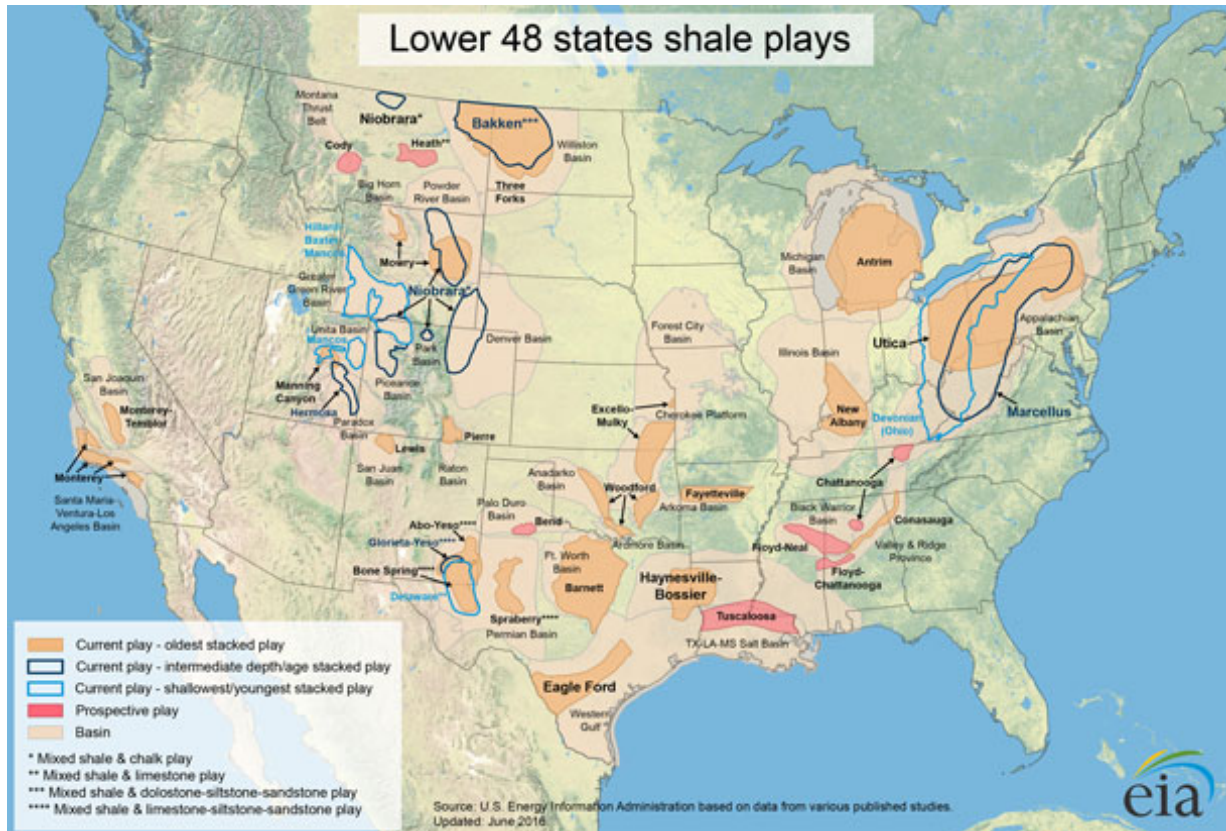 Lower 48 states shale plays
Montana
Thrust
Belt
Niobrara*
Bakken***
Cody
Heath**
Williston
Basin
Big Horn
Basin
Powder
River Basin
Three
Forks
Hilliard-
Baxter-
Mancos
Mowry
Greater
Green River
Basin
Niobrara*
Michigan
Basin
Antrim
Uinta Basin
Mancos
Park
Basin
Denver Basin
Forest City
Basin
Illinois Basin
Utica
Appalachian
Basin
San Joaquin
Basin
Manning
Canyon
Piceance
Basin
Hermosa
Monterey-
Temblor
Paradox
Basin
Excello-
Mulky
Cherokee Platform
New
Albany
Devonian
(Ohio)
Marcellus
Lewis
Pierre
Monterey
San Juan
Basin
Raton
Basin
Anadarko
Basin
Woodford
Fayetteville
Arkoma Basin
Chattanooga
Santa Maria-
Ventura-Los
Angeles Basin
Palo Duro
Basin
Bend
Black Warrior
Basin
Conasauga
Abo-Yeso****
Glorieta-Yeso****
Ardmore Basin
Floyd-Neal
Valley & Ridge
Province
Bone Spring****
Delaware**
Ft. Worth
Basin
Barnett
Haynesville-
Bossier
Floyd-
Chattanooga
Spraberry****
Permian Basin
Tuscaloosa
TX-LA-MS Salt Basin
Eagle Ford
Western
Gulf
Current play - oldest stacked play
Current play - intermediate depth/age stacked play
Current play - shallowest/youngest stacked play
Prospective play
Basin
* Mixed shale & chalk play
** Mixed shale & limestone play
*** Mixed shale & dolostone-siltstone-sandstone play
**** Mixed shale & limestone-siltstone-sandstone play
Source: U.S. Energy Information Administration based on data from various published studies.
Updated: June 2016
eia